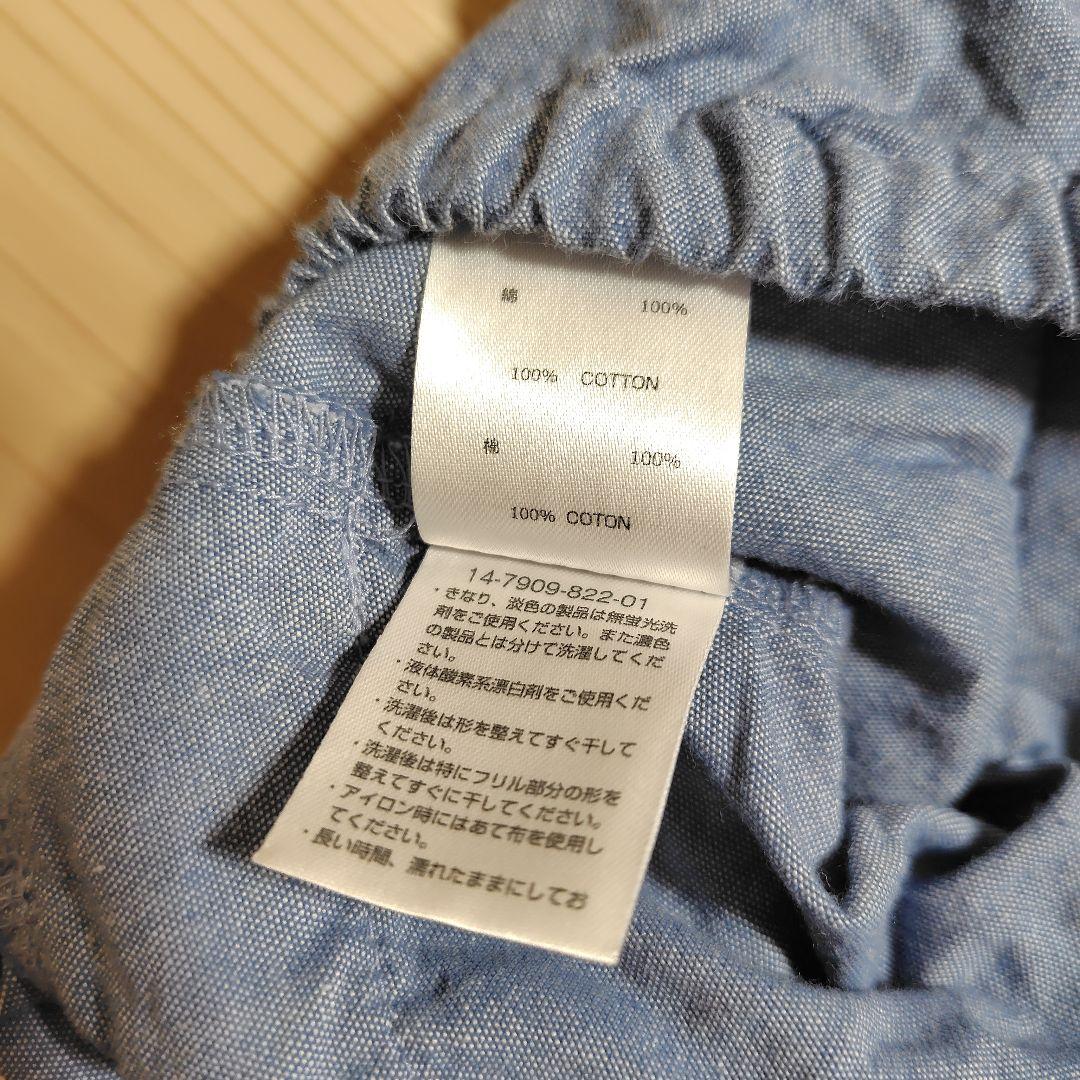 綿 100%
100% COTTON
棉 100%
100% COTON
14-7909-822-01
・きなり、淡色の製品は無蛍光洗
剤をご使用ください。また濃色
の製品とは分けて洗濯してくだ
さい。
・液体酸素系漂白剤をご使用くだ
さい。
・洗濯後は形を整えてすぐ干して
ください。
・洗濯後は特にフリル部分の形を
整えてすぐに干してください。
・アイロン時にはあて布を使用し
てください。
・長い時間、濡れたままにしてお